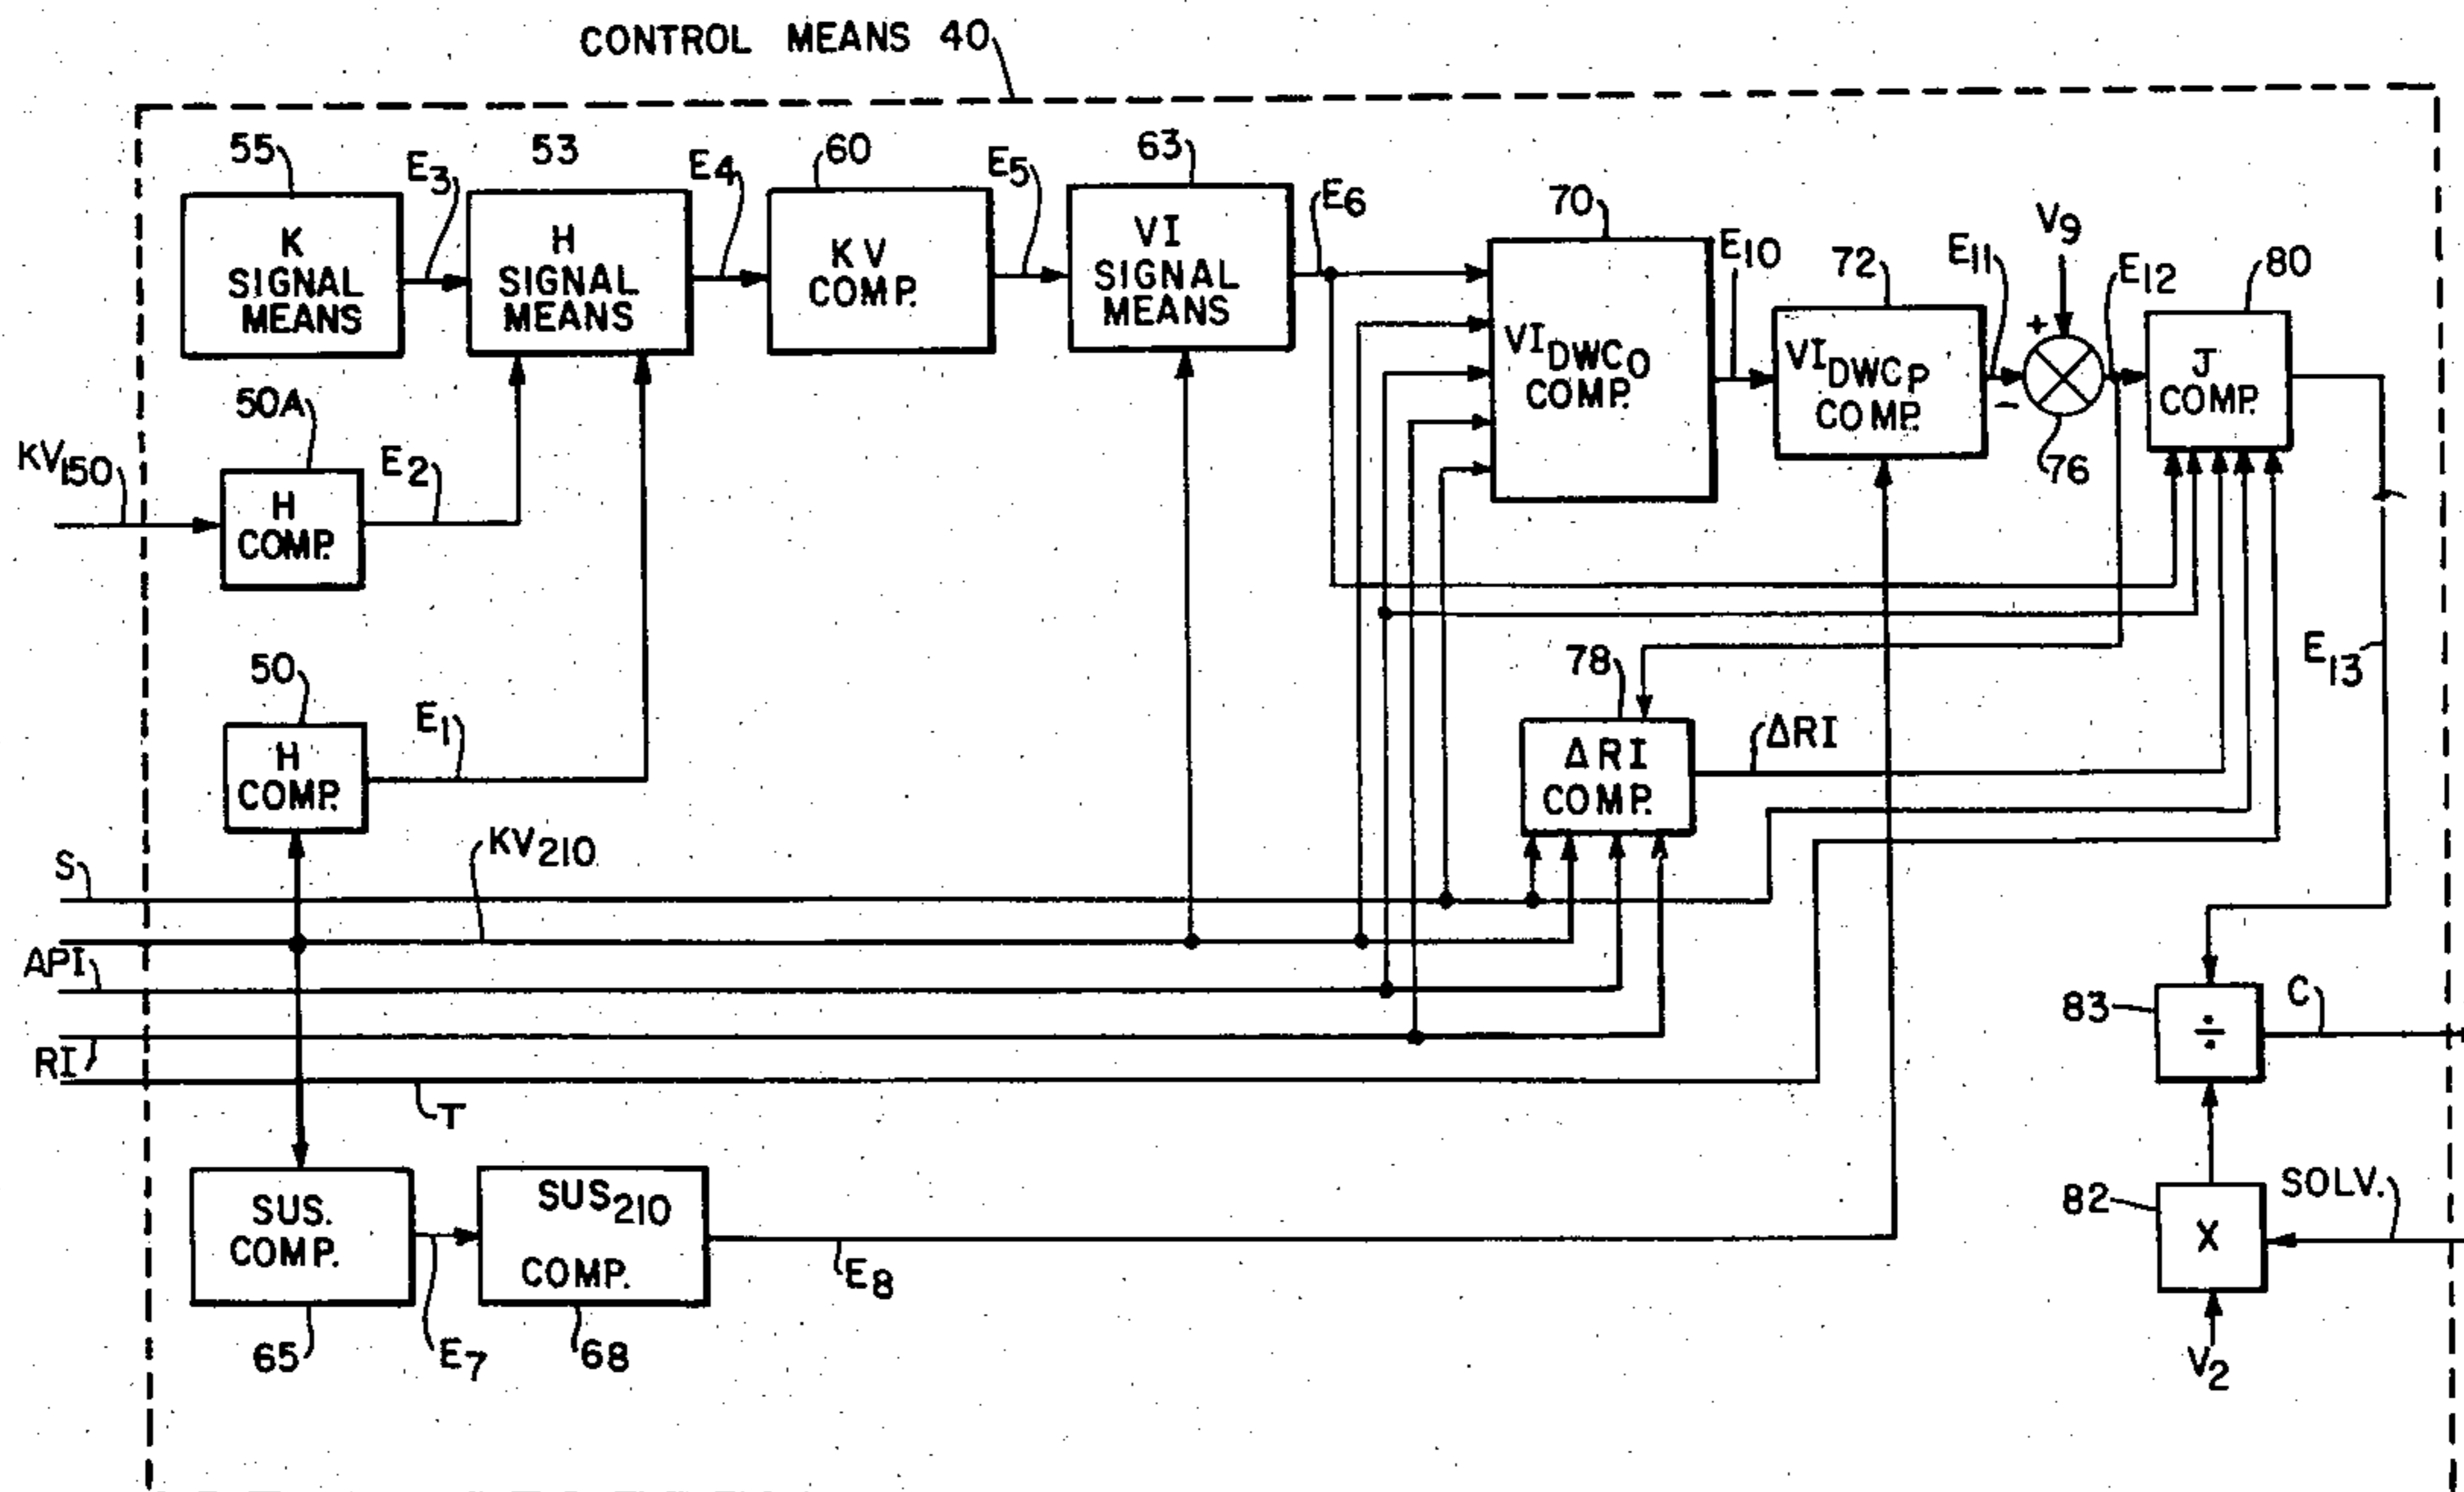 CONTROL MEANS 40
55
E3
53
E4
60
E5
63
E6
70
E10
72
E11
V9
E12
80
K
SIGNAL
MEANS
H
SIGNAL
MEANS
KV
COMP.
VI
SIGNAL
MEANS
VIDWCO
COMP.
VIDWCP
COMP.
+
-
76
J
COMP.
50A
KV150
E2
H
COMP.
50
E1
H
COMP.
78
ΔRI
COMP.
ΔRI
E13
S
KV210
API
RI
T
83
÷
C
82
X
SOLV.
V2
SUS.
COMP.
SUS210
COMP.
65
E7
68
E8